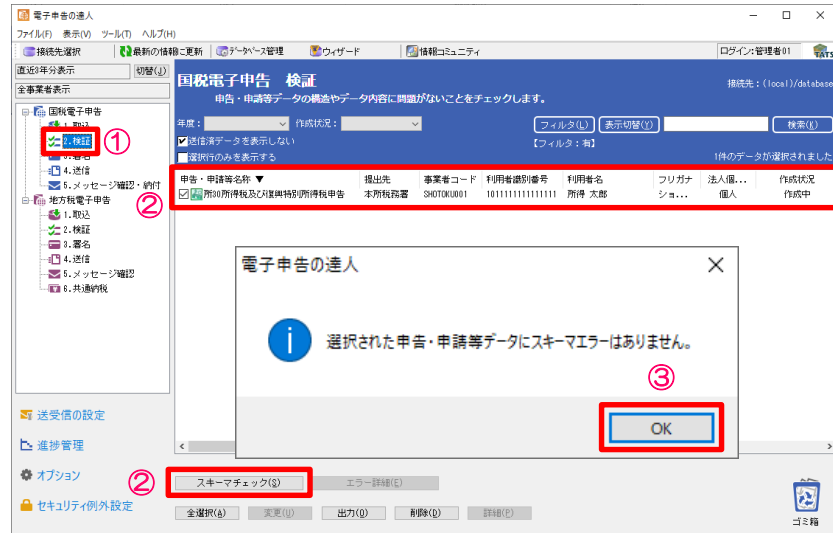 電子申告の達人
ファイル(F) 表示(V) ツール(T) ヘルプ(H)
接続先選択 最新の情報に更新 データベース管理 ウィザード 情報コミュニティ ログイン:管理者01 TATS
直近3年分表示 切替(J)
全事業者表示
国税電子申告 検証 接続先:(local)/database
申告・申請等データの構造やデータ内容に問題がないことをチェックします。
年度: 作成状況: フィルタ(L) 表示切替(Y) 検索(K)
送信済データを表示しない 【フィルタ:有】
選択行のみを表示する 1件のデータが選択されました
国税電子申告
1.取込
2.検証 ①
3.署名
4.送信
5.メッセージ確認・納付
地方税電子申告 ②
1.取込
2.検証
3.署名
4.送信
5.メッセージ確認
6.共通納税
申告・申請等名称 ▼ 提出先 事業者コード 利用者識別番号 利用者名 フリガナ 法人個... 作成状況
所30所得税及び復興特別所得税申告 本所税務署 SHOTOKU001 1011111111111111 所得 太郎 ショ... 個人 作成中
電子申告の達人
選択された申告・申請等データにスキーマエラーはありません。
③
OK
送受信の設定
進捗管理
オプション
セキュリティ例外設定
② スキーマチェック(S) エラー詳細(E)
全選択(A) 変更(U) 出力(O) 削除(D) 詳細(P)
ゴミ箱